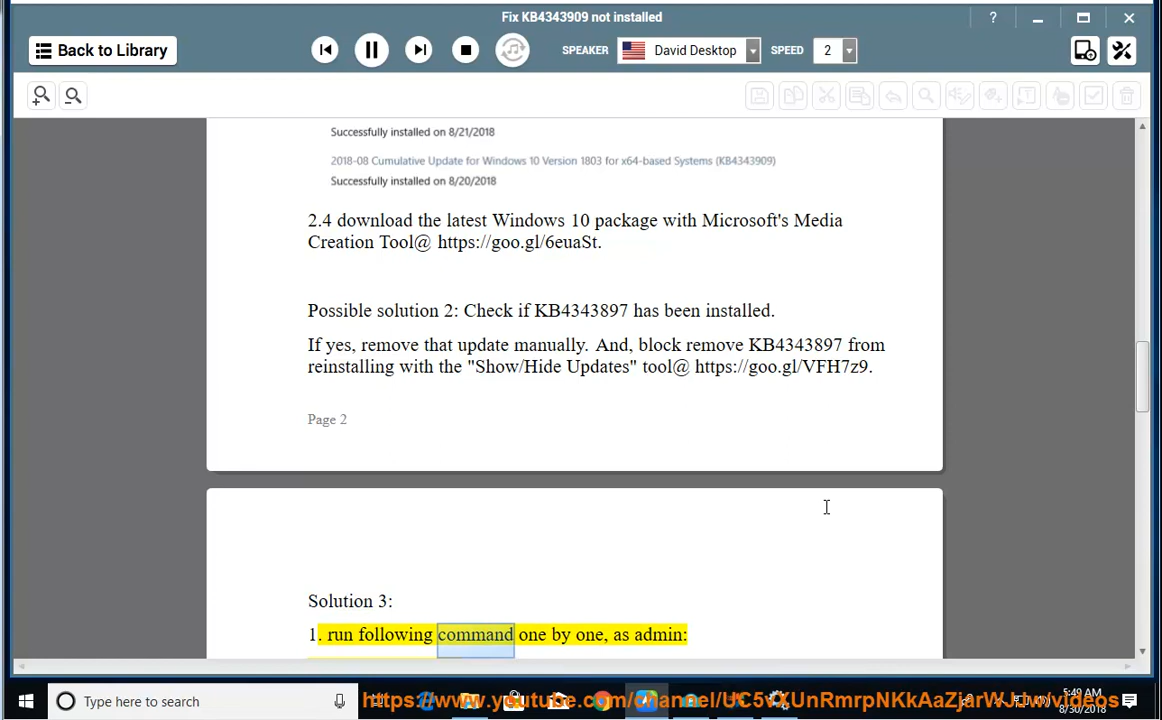 Fix KB4343909 not installed
?
Back to Library
SPEAKER
David Desktop
SPEED
2
Successfully installed on 8/21/2018
2018-08 Cumulative Update for Windows 10 Version 1803 for x64-based Systems (KB4343909)
Successfully installed on 8/20/2018
2.4 download the latest Windows 10 package with Microsoft's Media
Creation Tool@ https://goo.gl/6euaSt.
Possible solution 2: Check if KB4343897 has been installed.
If yes, remove that update manually. And, block remove KB4343897 from
reinstalling with the "Show/Hide Updates" tool@ https://goo.gl/VFH7z9.
Page 2
Solution 3:
1. run following command one by one, as admin:
Type here to search
5:49 AM
8/30/2018